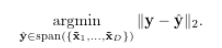 argmin ‖𝐲 − ŷ‖₂.
ŷ∈span({x̄₁,…,x̄_D})